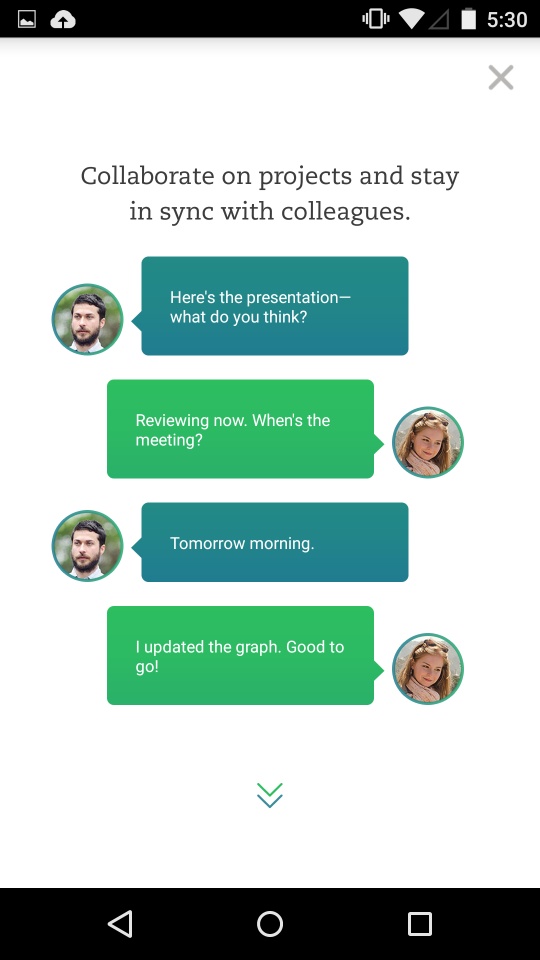 5:30
Collaborate on projects and stay
in sync with colleagues.
Here's the presentation—
what do you think?
Reviewing now. When's the
meeting?
Tomorrow morning.
I updated the graph. Good to
go!